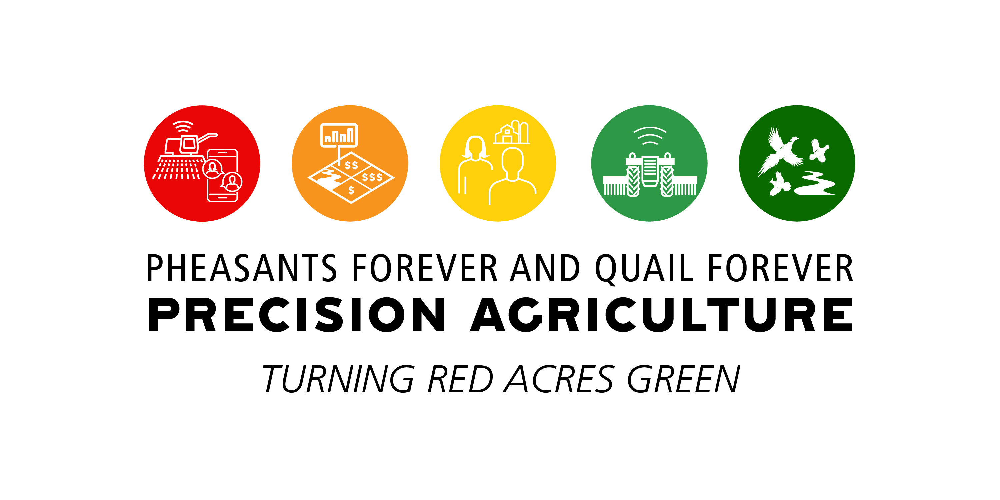 $$
$$$
$
PHEASANTS FOREVER AND QUAIL FOREVER
PRECISION AGRICULTURE
TURNING RED ACRES GREEN